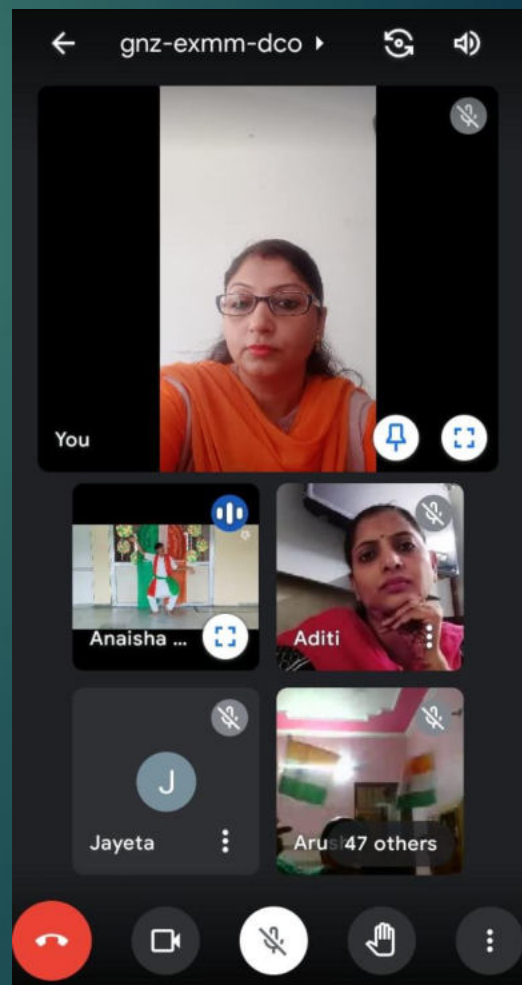 gnz-exmm-dco
You
Anaisha ...
Aditi
J
Jayeta
47 others